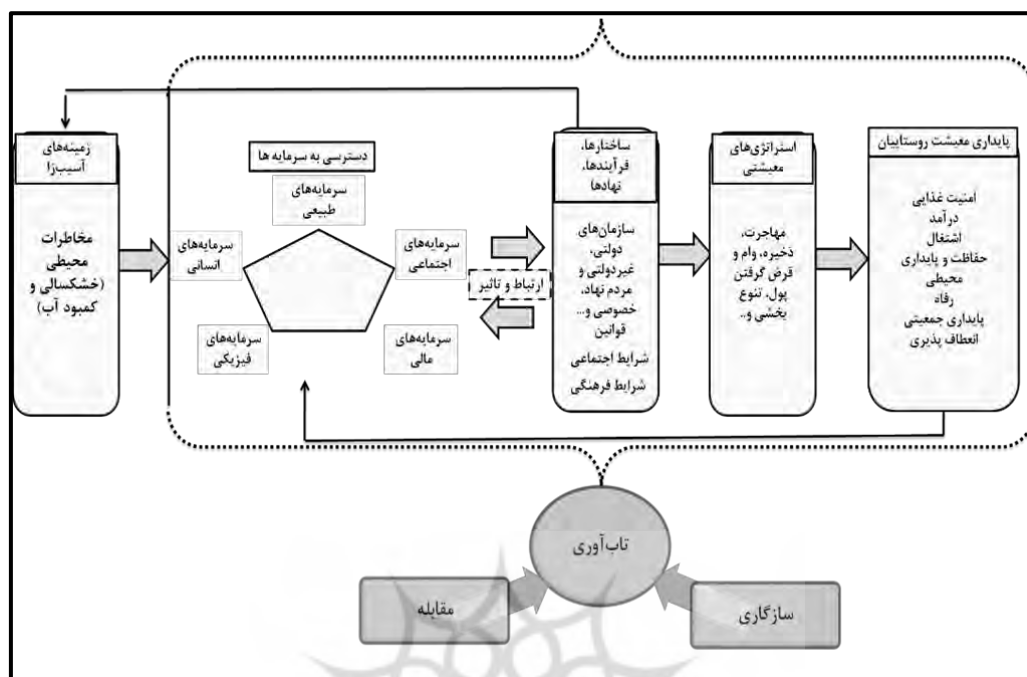 زمینه‌های
آسیب‌زا
مخاطرات
محیطی
(خشکسالی و
کمبود آب)
دسترسی به سرمایه ها
سرمایه‌های
طبیعی
سرمایه‌های
انسانی
سرمایه‌های
اجتماعی
سرمایه‌های
فیزیکی
سرمایه‌های
مالی
ارتباط و تاثیر
ساختارها،
فرآیندها،
نهادها
سازمان‌های
دولتی،
غیردولتی و
مردم نهاد،
خصوصی و...
قوانین
شرایط اجتماعی
شرایط فرهنگی
استراتژی‌های
معیشتی
مهاجرت،
ذخیره، وام و
قرض گرفتن
پول، تنوع
بخشی و..
پایداری معیشت روستاییان
امنیت غذایی
درآمد
اشتغال
حفاظت و پایداری
محیطی
رفاه
پایداری جمعیتی
انعطاف پذیری
تاب‌آوری
مقابله
سازگاری